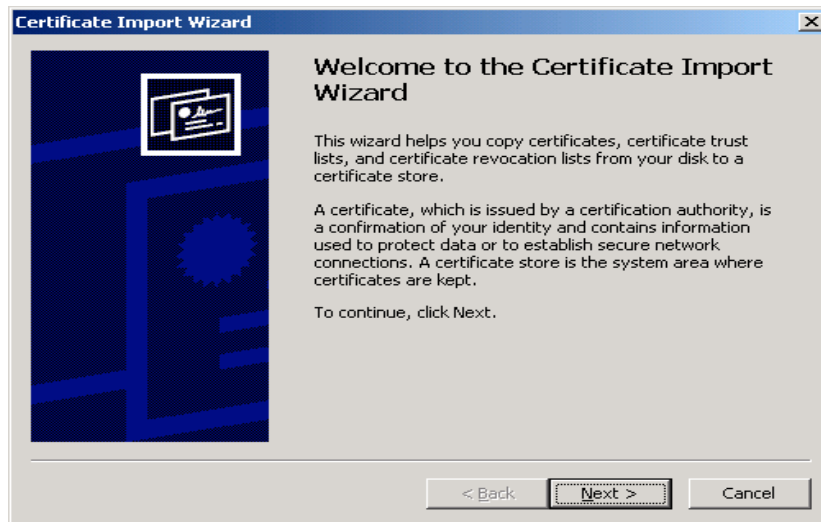 Certificate Import Wizard
Welcome to the Certificate Import
Wizard
This wizard helps you copy certificates, certificate trust
lists, and certificate revocation lists from your disk to a
certificate store.
A certificate, which is issued by a certification authority, is
a confirmation of your identity and contains information
used to protect data or to establish secure network
connections. A certificate store is the system area where
certificates are kept.
To continue, click Next.
< Back
Next >
Cancel